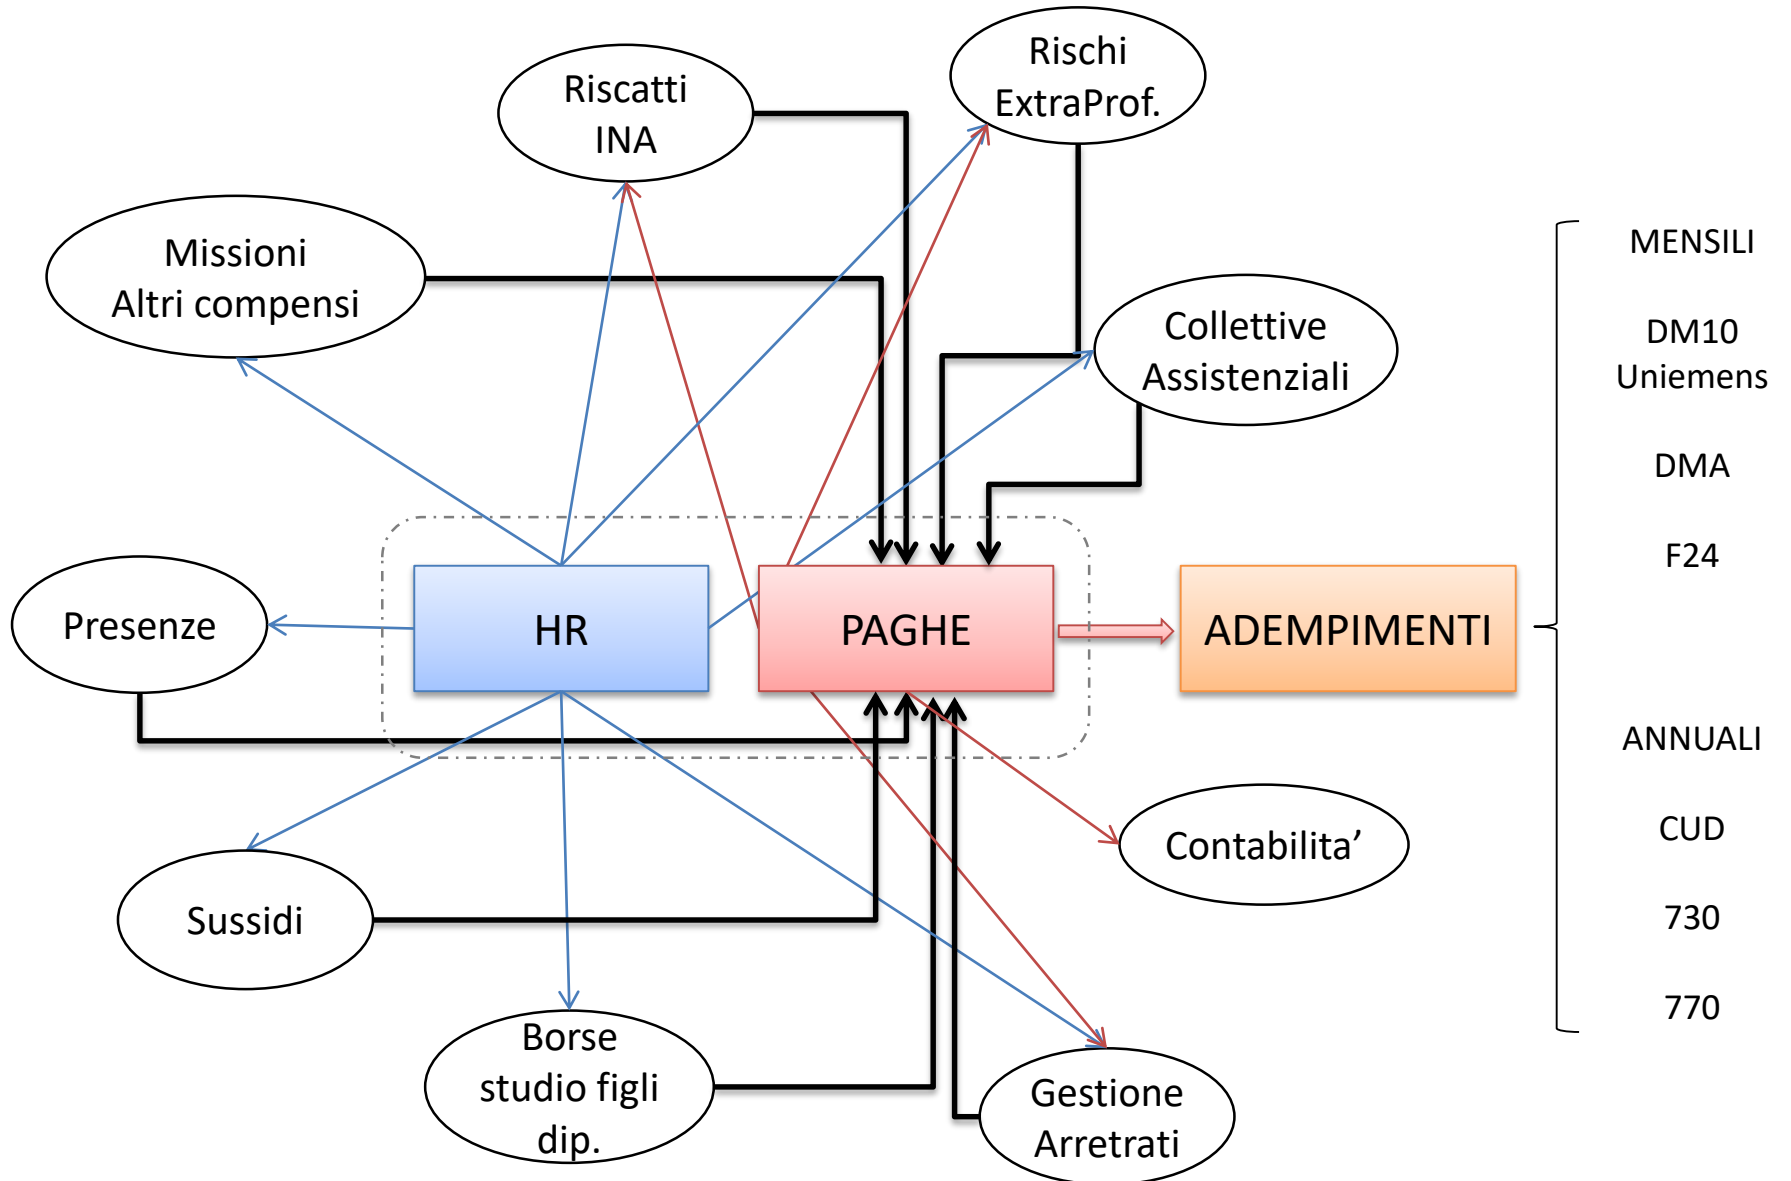 Rischi
ExtraProf.
Riscatti
INA
Missioni
Altri compensi
Collettive
Assistenziali
Presenze
HR
PAGHE
ADEMPIMENTI
Sussidi
Contabilita’
Borse
studio figli
dip.
Gestione
Arretrati
MENSILI
DM10
Uniemens
DMA
F24
ANNUALI
CUD
730
770